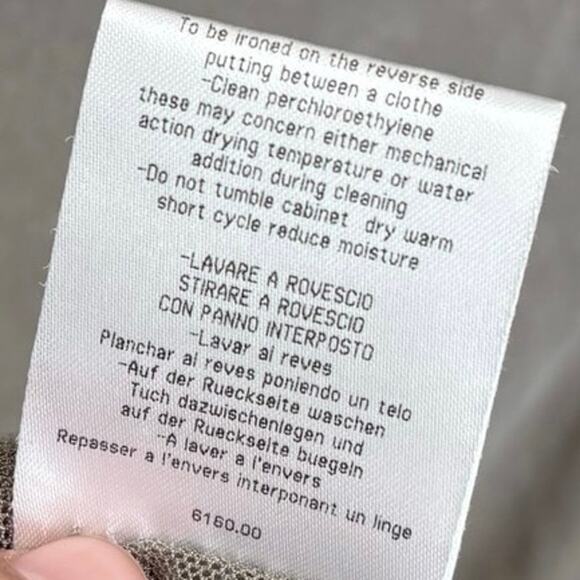 To be ironed on the reverse side
putting between a clothe
-Clean perchloroethylene
these may concern either mechanical
action drying temperature or water
addition during cleaning
-Do not tumble cabinet dry warm
short cycle reduce moisture
-LAVARE A ROVESCIO
STIRARE A ROVESCIO
CON PANNO INTERPOSTO
-Lavar al reves
Planchar al reves poniendo un telo
-Auf der Rueckseite waschen
Tuch dazwischenlegen und
auf der Rueckseite buegeln
-A laver a l'envers
Repasser a l'envers interponant un linge
6160.00